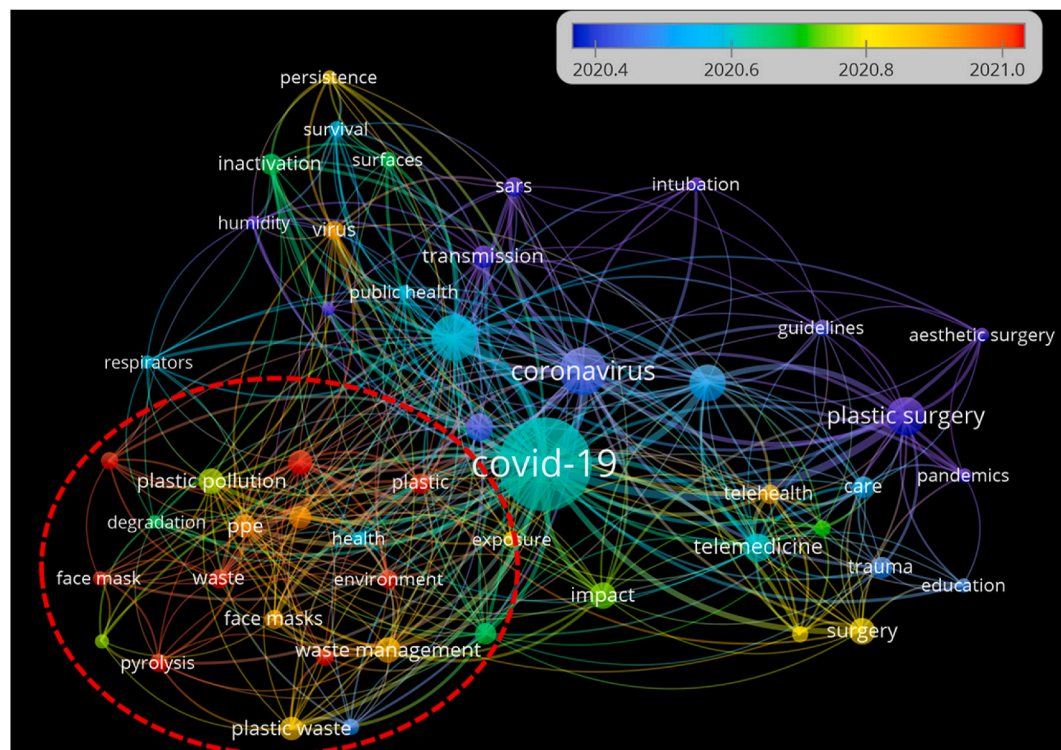 2020.4 2020.6 2020.8 2021.0
persistence
survival
inactivation
surfaces
sars
intubation
humidity
virus
transmission
public health
guidelines
aesthetic surgery
respirators
coronavirus
plastic surgery
covid-19
plastic pollution
plastic
telehealth
care
pandemics
degradation
ppe
health
exposure
telemedicine
face mask
waste
environment
impact
trauma
education
face masks
surgery
pyrolysis
waste management
plastic waste